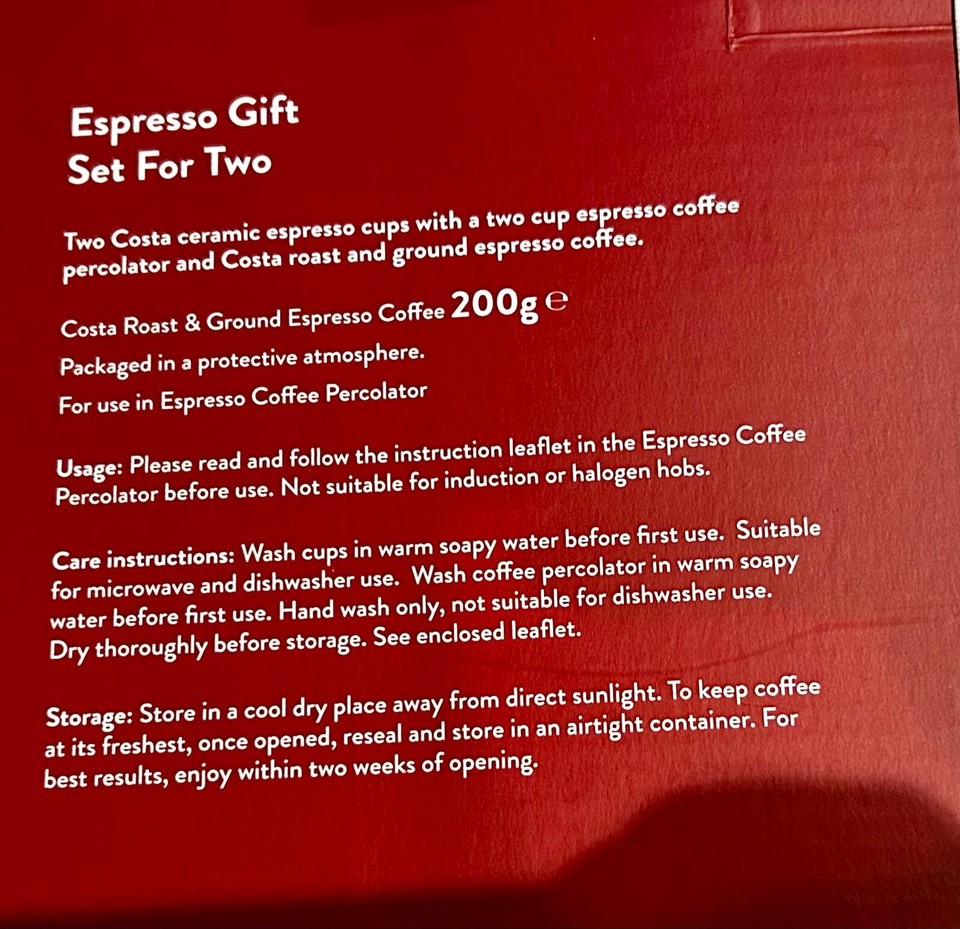 Espresso Gift
Set For Two
Two Costa ceramic espresso cups with a two cup espresso coffee
percolator and Costa roast and ground espresso coffee.
Costa Roast & Ground Espresso Coffee 200g ℮
Packaged in a protective atmosphere.
For use in Espresso Coffee Percolator
Usage: Please read and follow the instruction leaflet in the Espresso Coffee
Percolator before use. Not suitable for induction or halogen hobs.
Care instructions: Wash cups in warm soapy water before first use. Suitable
for microwave and dishwasher use. Wash coffee percolator in warm soapy
water before first use. Hand wash only, not suitable for dishwasher use.
Dry thoroughly before storage. See enclosed leaflet.
Storage: Store in a cool dry place away from direct sunlight. To keep coffee
at its freshest, once opened, reseal and store in an airtight container. For
best results, enjoy within two weeks of opening.